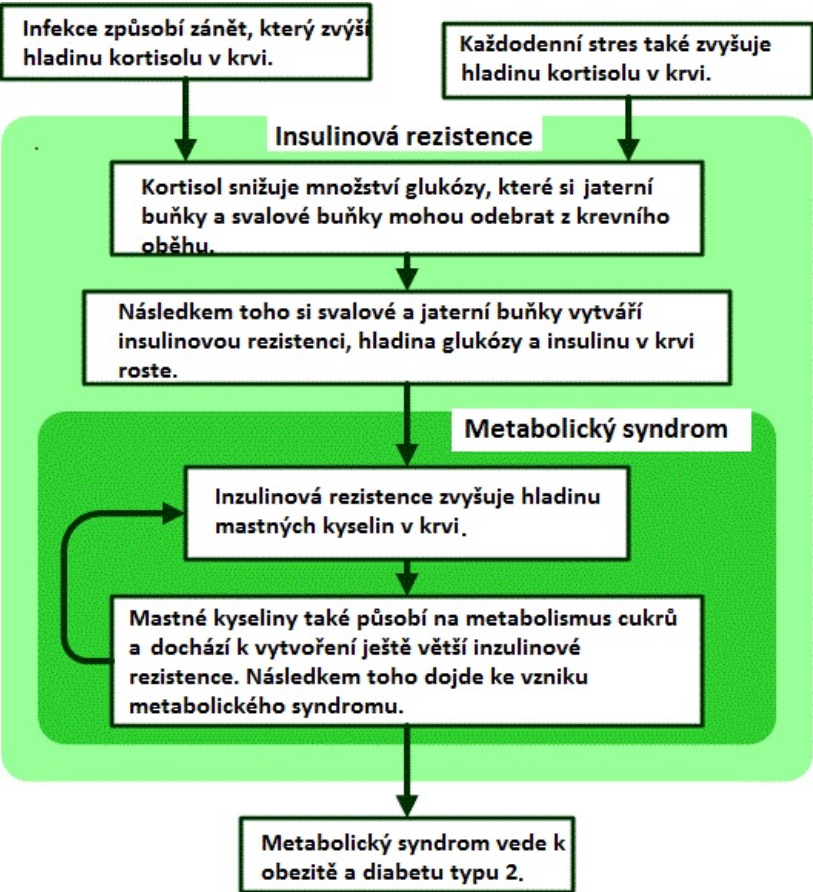 Infekce způsobí zánět, který zvýší
hladinu kortisolu v krvi.
Každodenní stres také zvyšuje
hladinu kortisolu v krvi.
Insulinová rezistence
Kortisol snižuje množství glukózy, které si jaterní
buňky a svalové buňky mohou odebrat z krevního
oběhu.
Následkem toho si svalové a jaterní buňky vytváří
insulinovou rezistenci, hladina glukózy a insulinu v krvi
roste.
Metabolický syndrom
Inzulinová rezistence zvyšuje hladinu
mastných kyselin v krvi.
Mastné kyseliny také působí na metabolismus cukrů
a dochází k vytvoření ještě větší inzulinové
rezistence. Následkem toho dojde ke vzniku
metabolického syndromu.
Metabolický syndrom vede k
obezitě a diabetu typu 2.